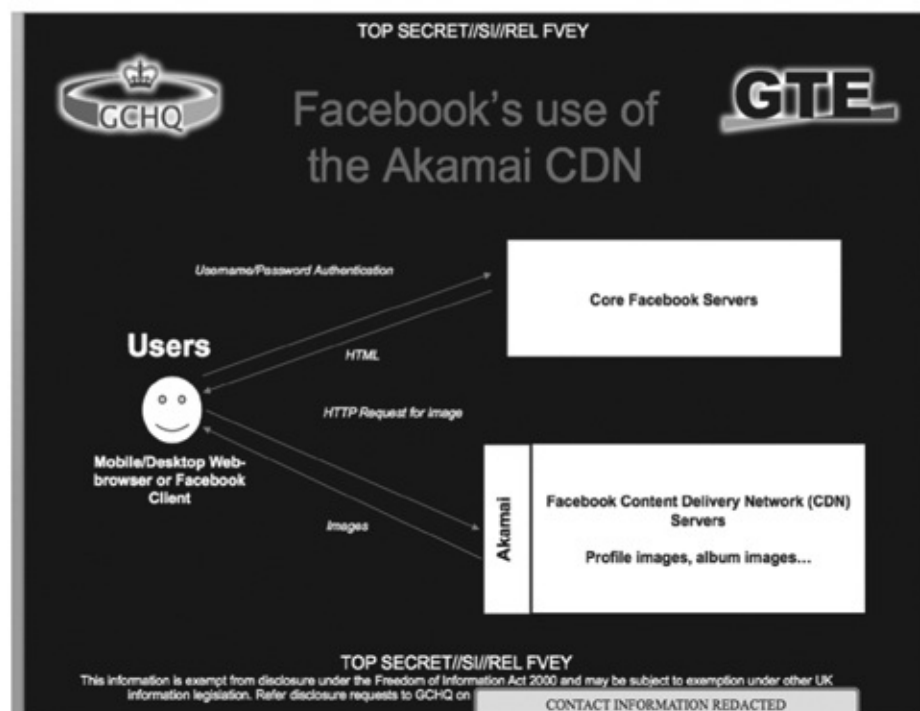 TOP SECRET//SI//REL FVEY
GCHQ
GTE
Facebook's use of
the Akamai CDN
Username/Password Authentication
Core Facebook Servers
Users
HTML
HTTP Request for Image
Mobile/Desktop Web-
browser or Facebook
Client
Images
Akamai
Facebook Content Delivery Network (CDN)
Servers
Profile images, album images...
TOP SECRET//SI//REL FVEY
This information is exempt from disclosure under the Freedom of Information Act 2000 and may be subject to exemption under other UK
information legislation. Refer disclosure requests to GCHQ on
CONTACT INFORMATION REDACTED